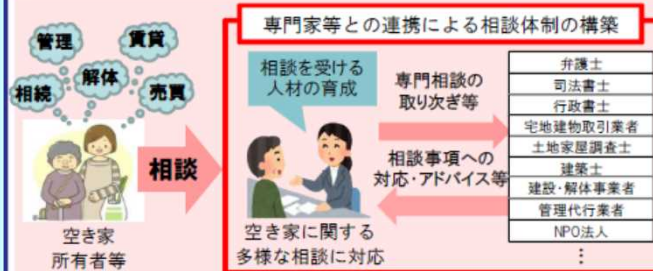 管理
賃貸
相続
解体
売買
空き家
所有者等
相談
専門家等との連携による相談体制の構築
相談を受ける
人材の育成
空き家に関する
多様な相談に対応
専門相談の
取り次ぎ等
相談事項への
対応・アドバイス等
弁護士
司法書士
行政書士
宅地建物取引業者
土地家屋調査士
建築士
建設・解体事業者
管理代行業者
NPO法人
⋮